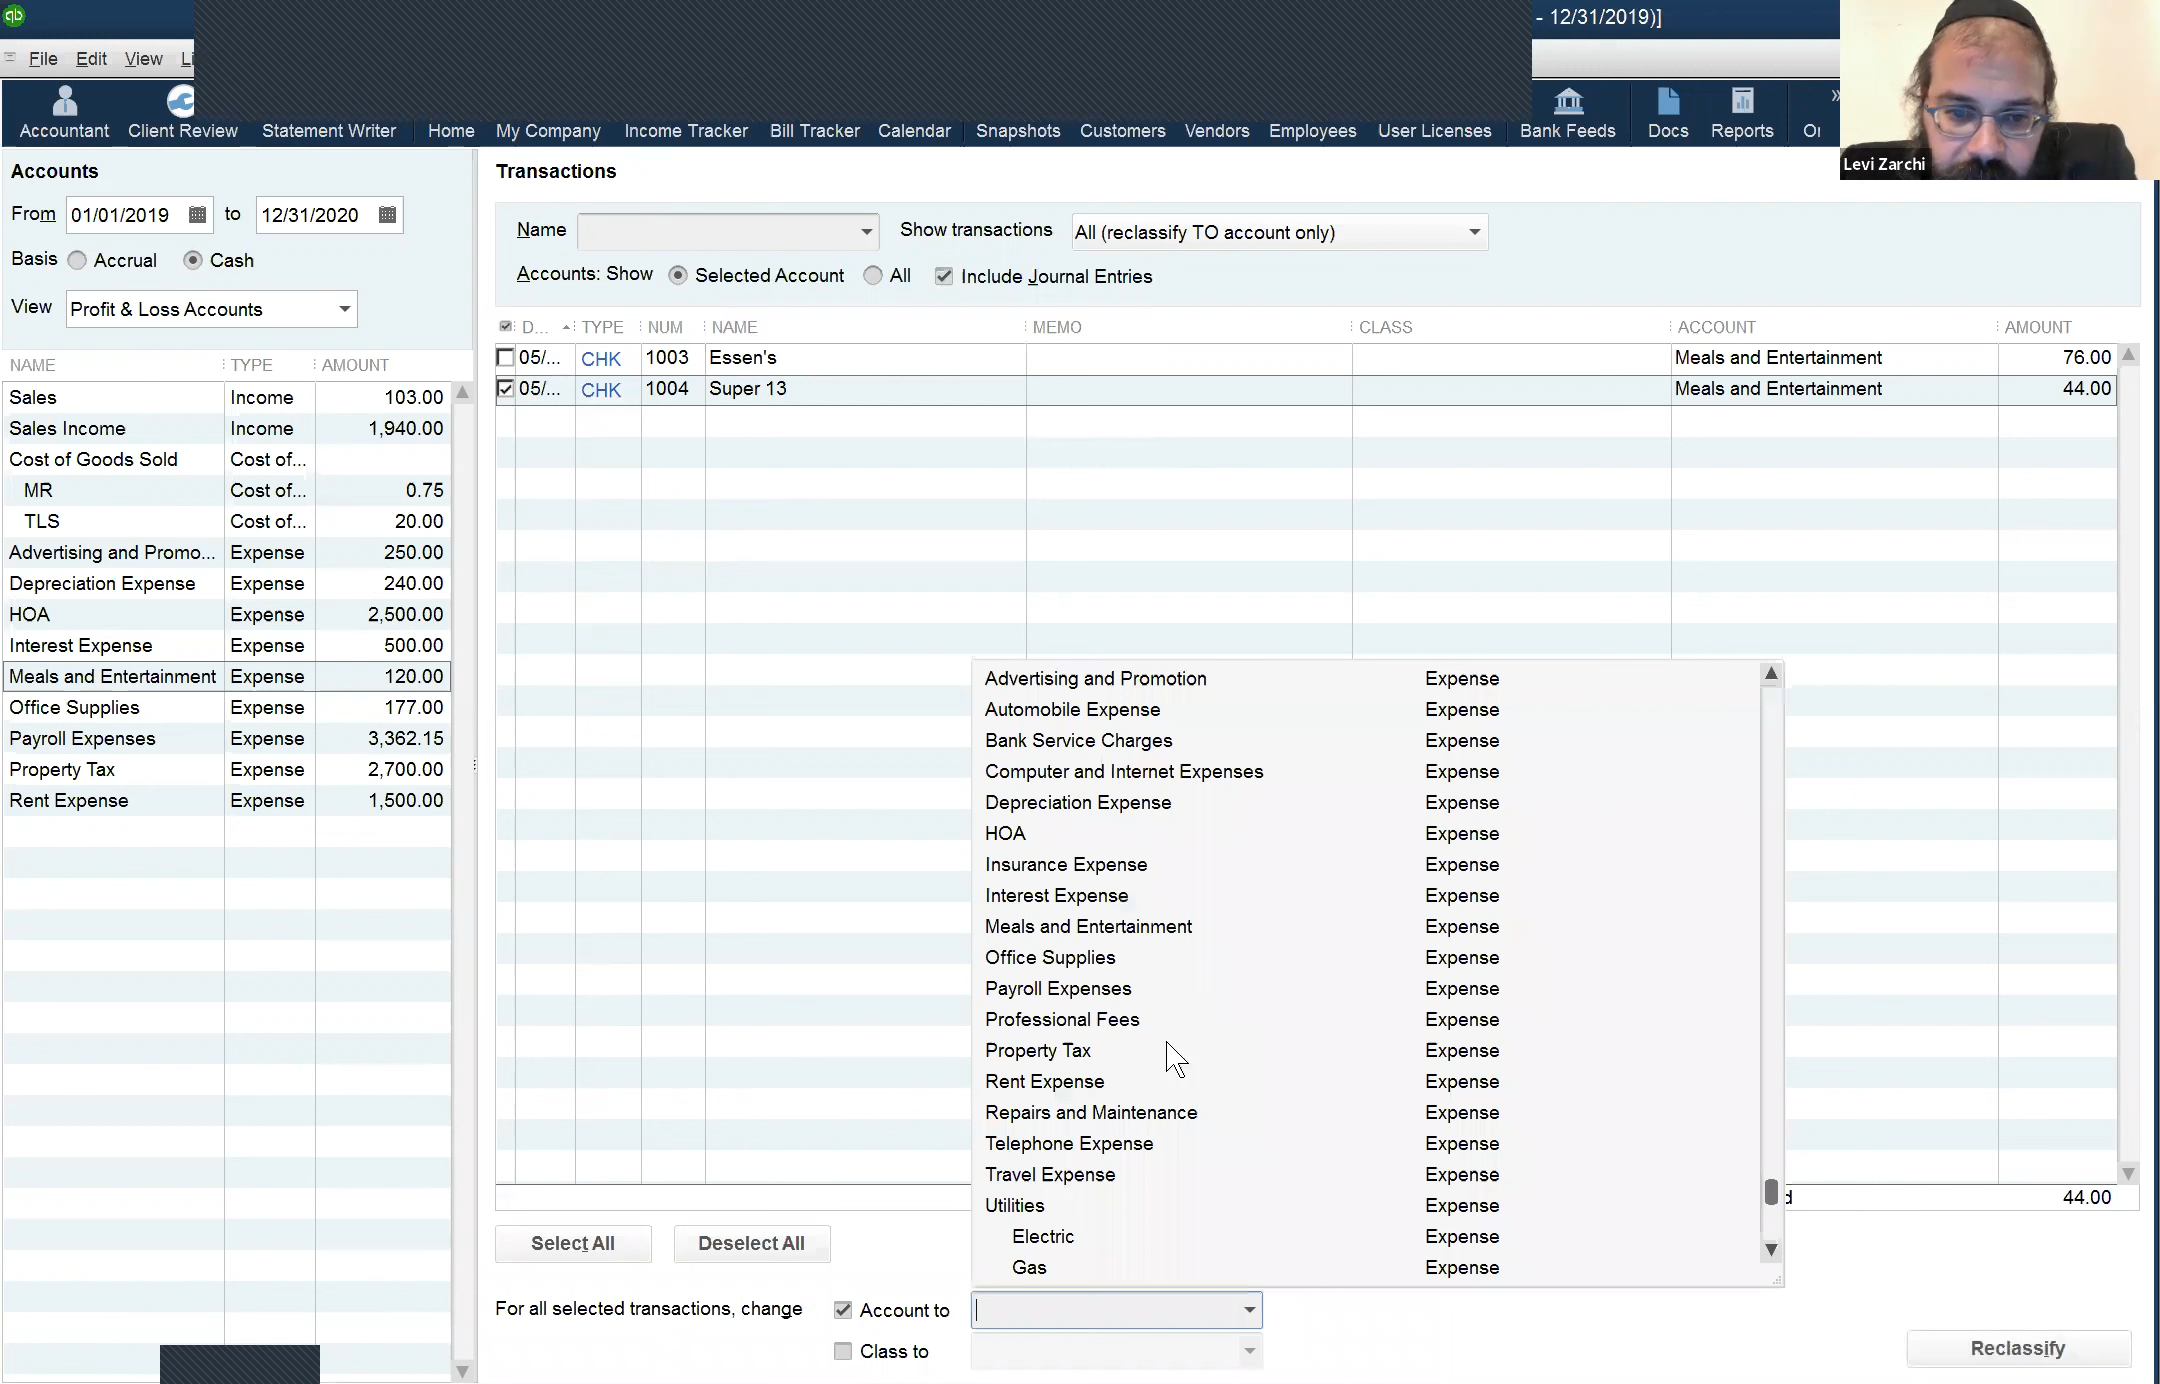 qb
- 12/31/2019)]
File Edit View Li
Accountant Client Review Statement Writer Home My Company Income Tracker Bill Tracker Calendar Snapshots Customers Vendors Employees User Licenses Bank Feeds Docs Reports »
Levi Zarchi
Accounts
From 01/01/2019 to 12/31/2020
Basis Accrual Cash
View Profit & Loss Accounts
NAME TYPE AMOUNT
Sales Income 103.00
Sales Income Income 1,940.00
Cost of Goods Sold Cost of...
MR Cost of... 0.75
TLS Cost of... 20.00
Advertising and Promo... Expense 250.00
Depreciation Expense Expense 240.00
HOA Expense 2,500.00
Interest Expense Expense 500.00
Meals and Entertainment Expense 120.00
Office Supplies Expense 177.00
Payroll Expenses Expense 3,362.15
Property Tax Expense 2,700.00
Rent Expense Expense 1,500.00
Transactions
Name Show transactions All (reclassify TO account only)
Accounts: Show Selected Account All Include Journal Entries
D... TYPE NUM NAME MEMO CLASS ACCOUNT AMOUNT
05/... CHK 1003 Essen's Meals and Entertainment 76.00
05/... CHK 1004 Super 13 Meals and Entertainment 44.00
Advertising and Promotion Expense
Automobile Expense Expense
Bank Service Charges Expense
Computer and Internet Expenses Expense
Depreciation Expense Expense
HOA Expense
Insurance Expense Expense
Interest Expense Expense
Meals and Entertainment Expense
Office Supplies Expense
Payroll Expenses Expense
Professional Fees Expense
Property Tax Expense
Rent Expense Expense
Repairs and Maintenance Expense
Telephone Expense Expense
Travel Expense Expense
Utilities Expense
Electric Expense
Gas Expense
d 44.00
Select All Deselect All
For all selected transactions, change Account to
Class to
Reclassify